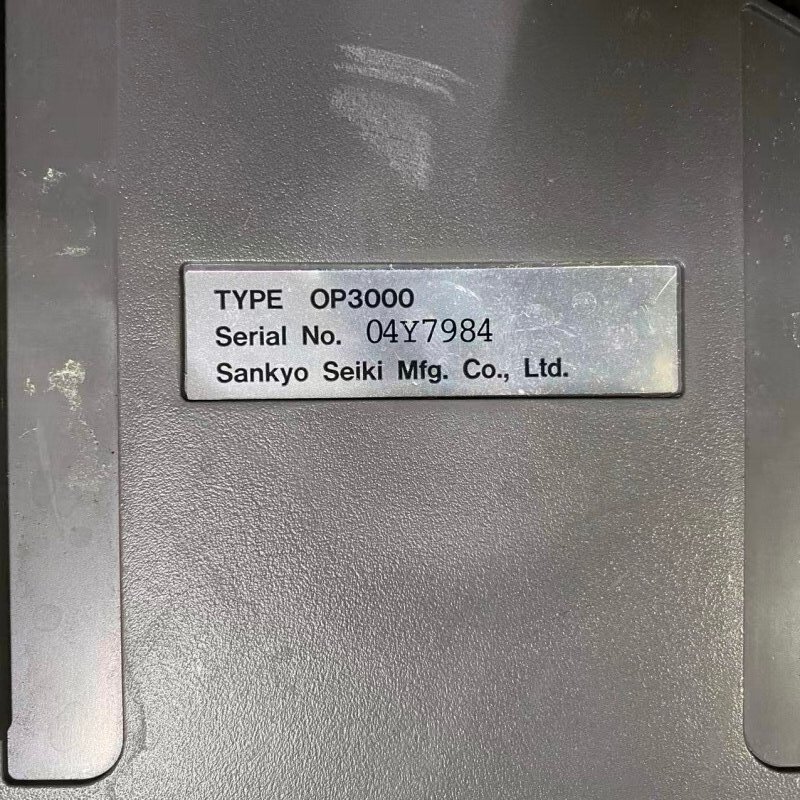 TYPE OP3000
Serial No. 04Y7984
Sankyo Seiki Mfg. Co., Ltd.